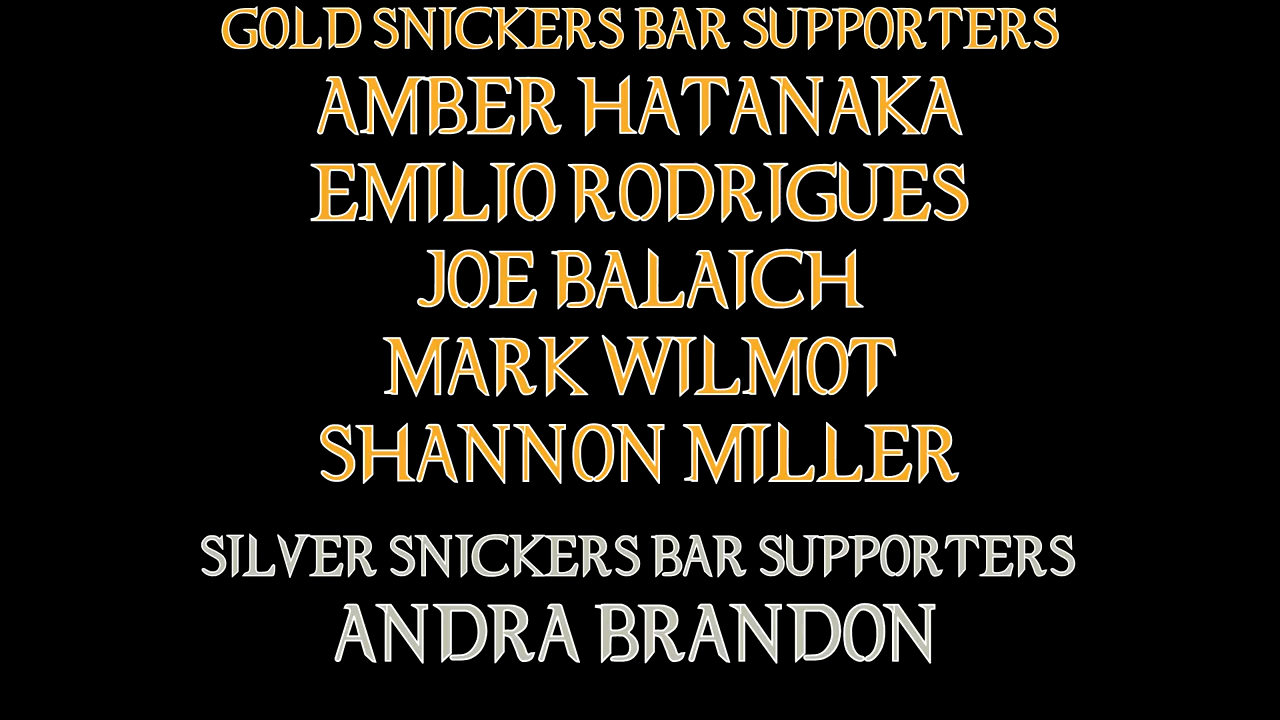 GOLD SNICKERS BAR SUPPORTERS
AMBER HATANAKA
EMILIO RODRIGUES
JOE BALAICH
MARK WILMOT
SHANNON MILLER
SILVER SNICKERS BAR SUPPORTERS
ANDRA BRANDON